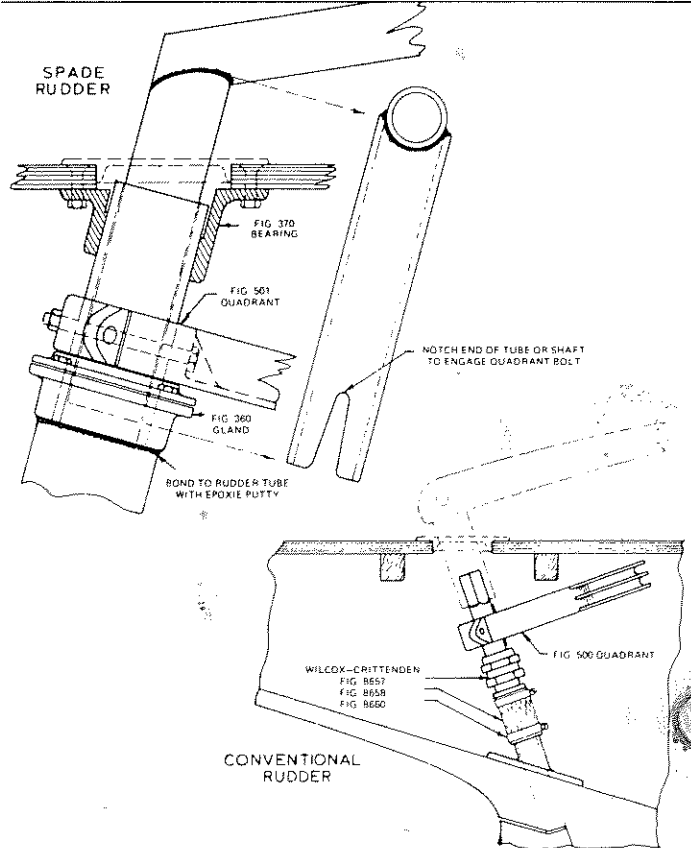 SPADE
RUDDER
FIG 370
BEARING
FIG 501
QUADRANT
NOTCH END OF TUBE OR SHAFT
TO ENGAGE QUADRANT BOLT
FIG 360
GLAND
BOND TO RUDDER TUBE
WITH EPOXIE PUTTY
FIG 500 QUADRANT
WILCOX-CRITTENDEN
FIG 8657
FIG 8658
FIG 8660
CONVENTIONAL
RUDDER